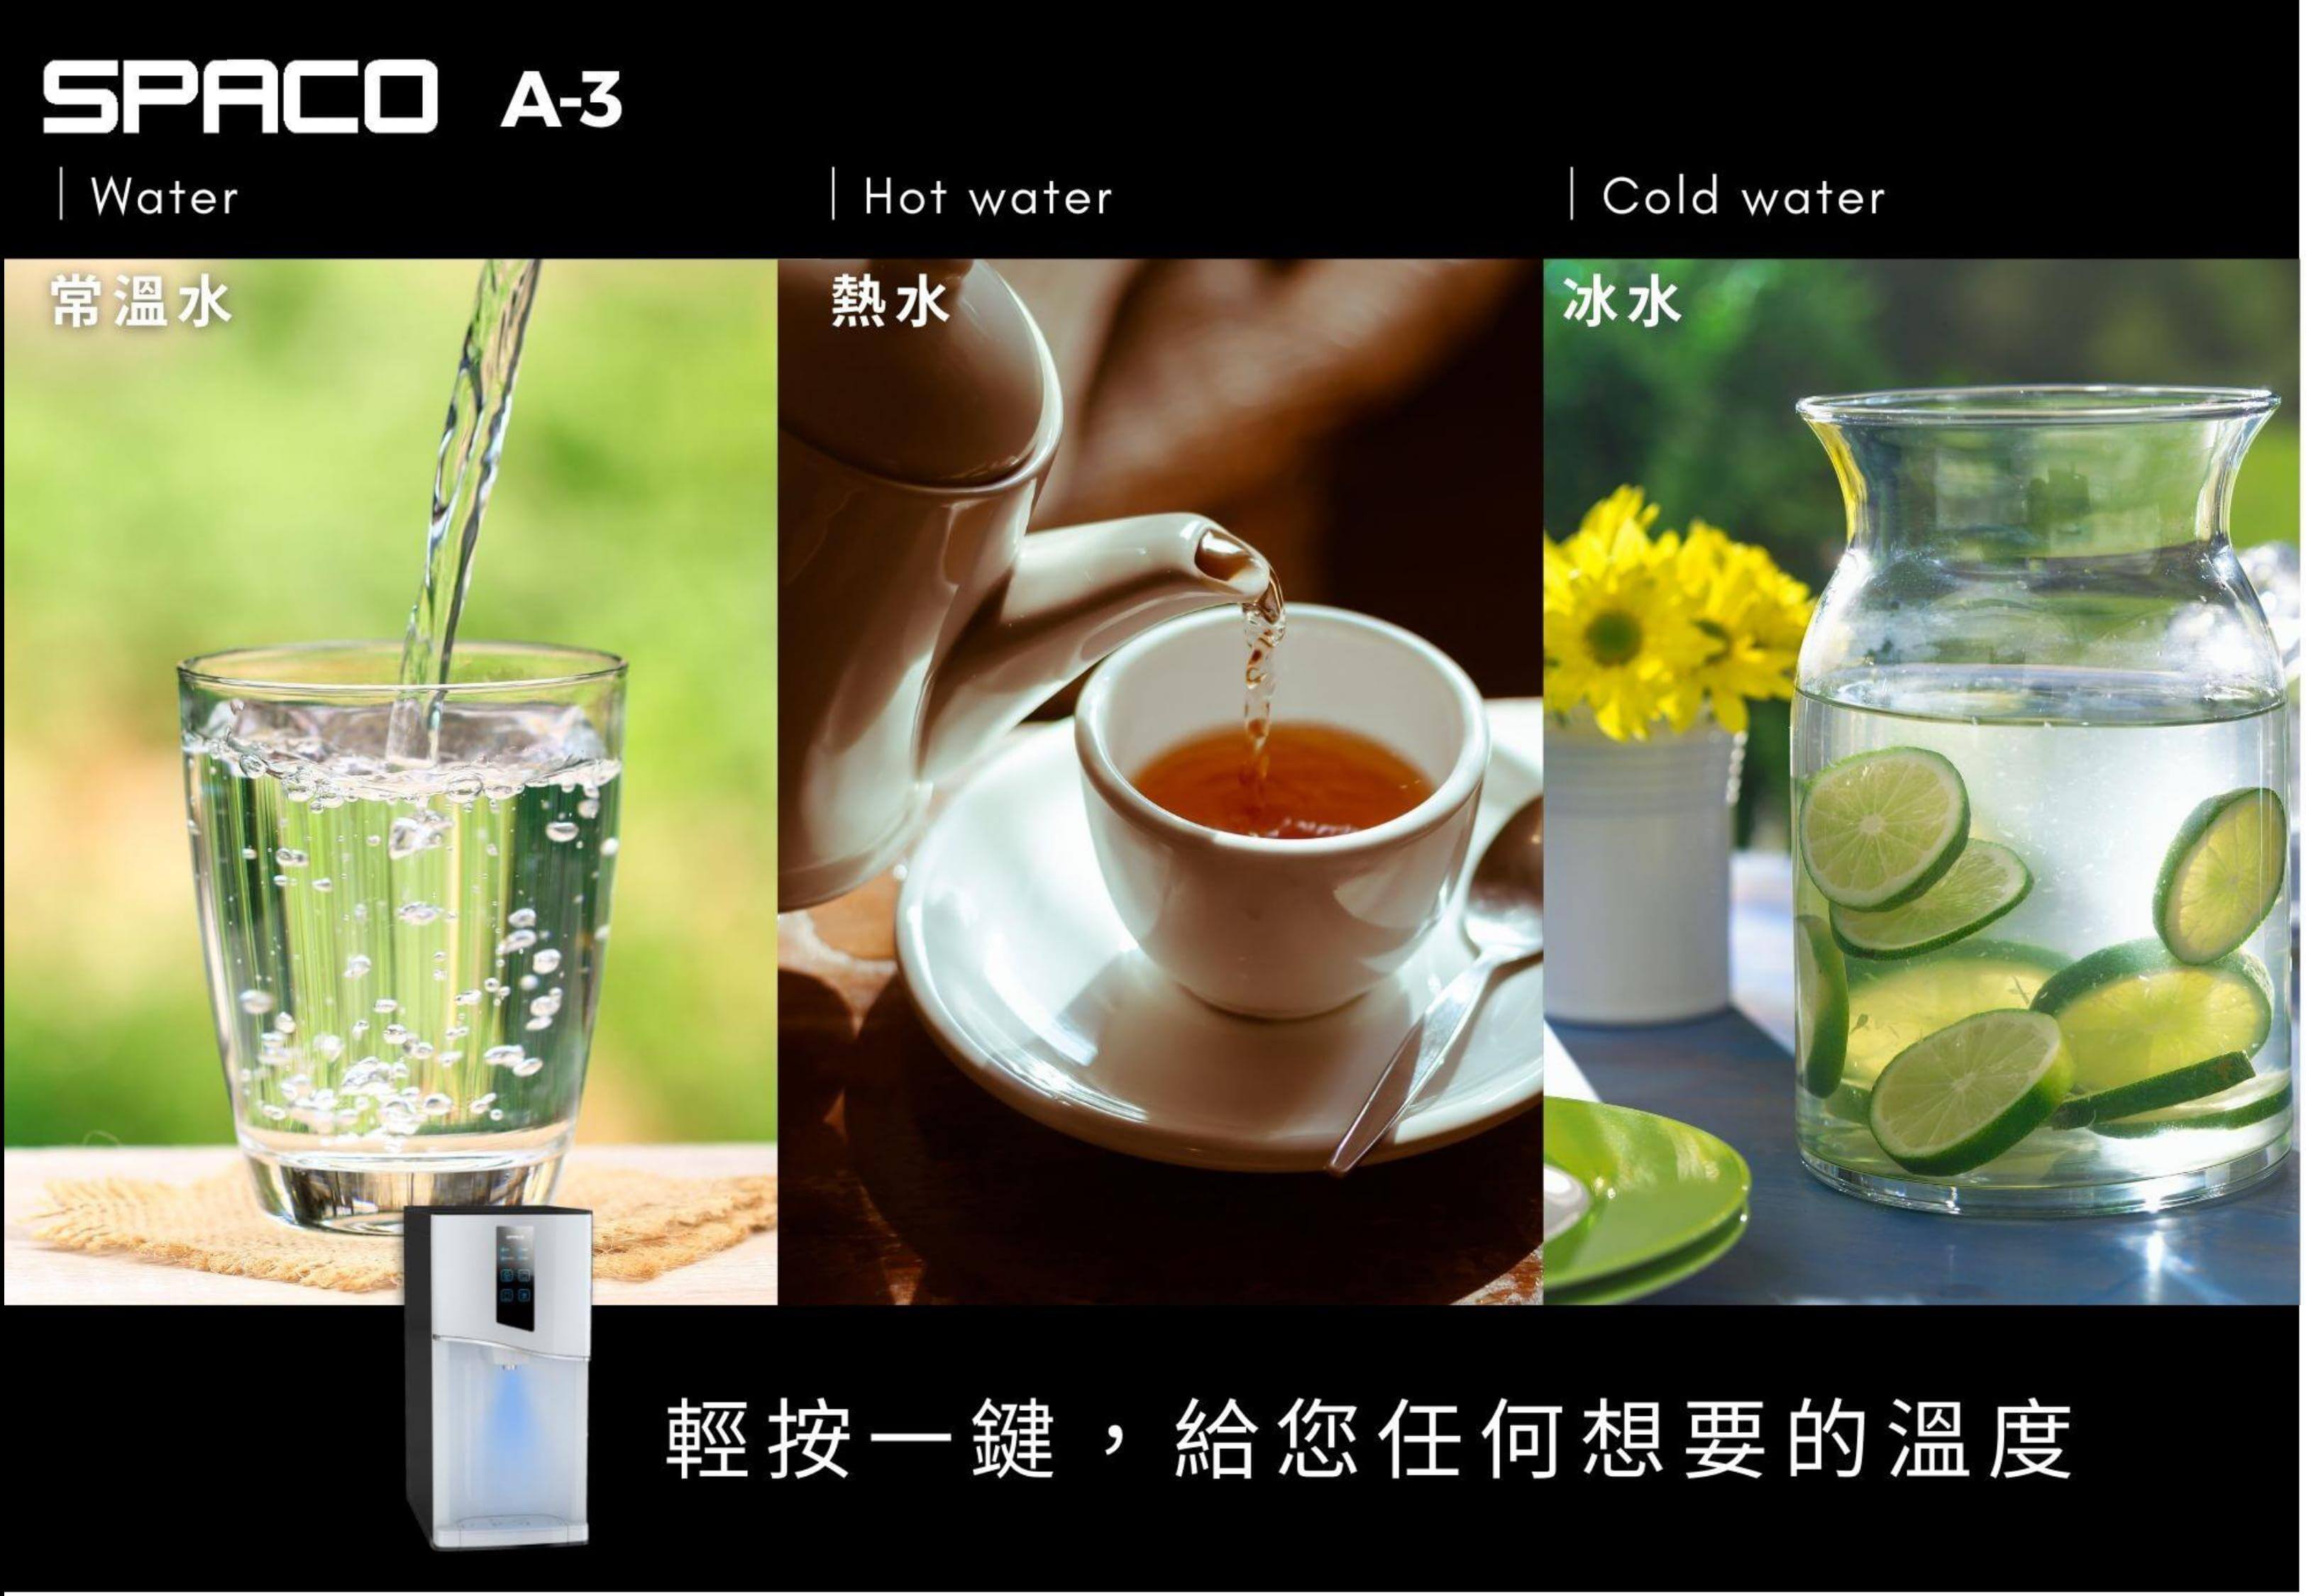 SPACO A-3
Water
Hot water
Cold water
常溫水
熱水
冰水
輕按一鍵，給您任何想要的溫度